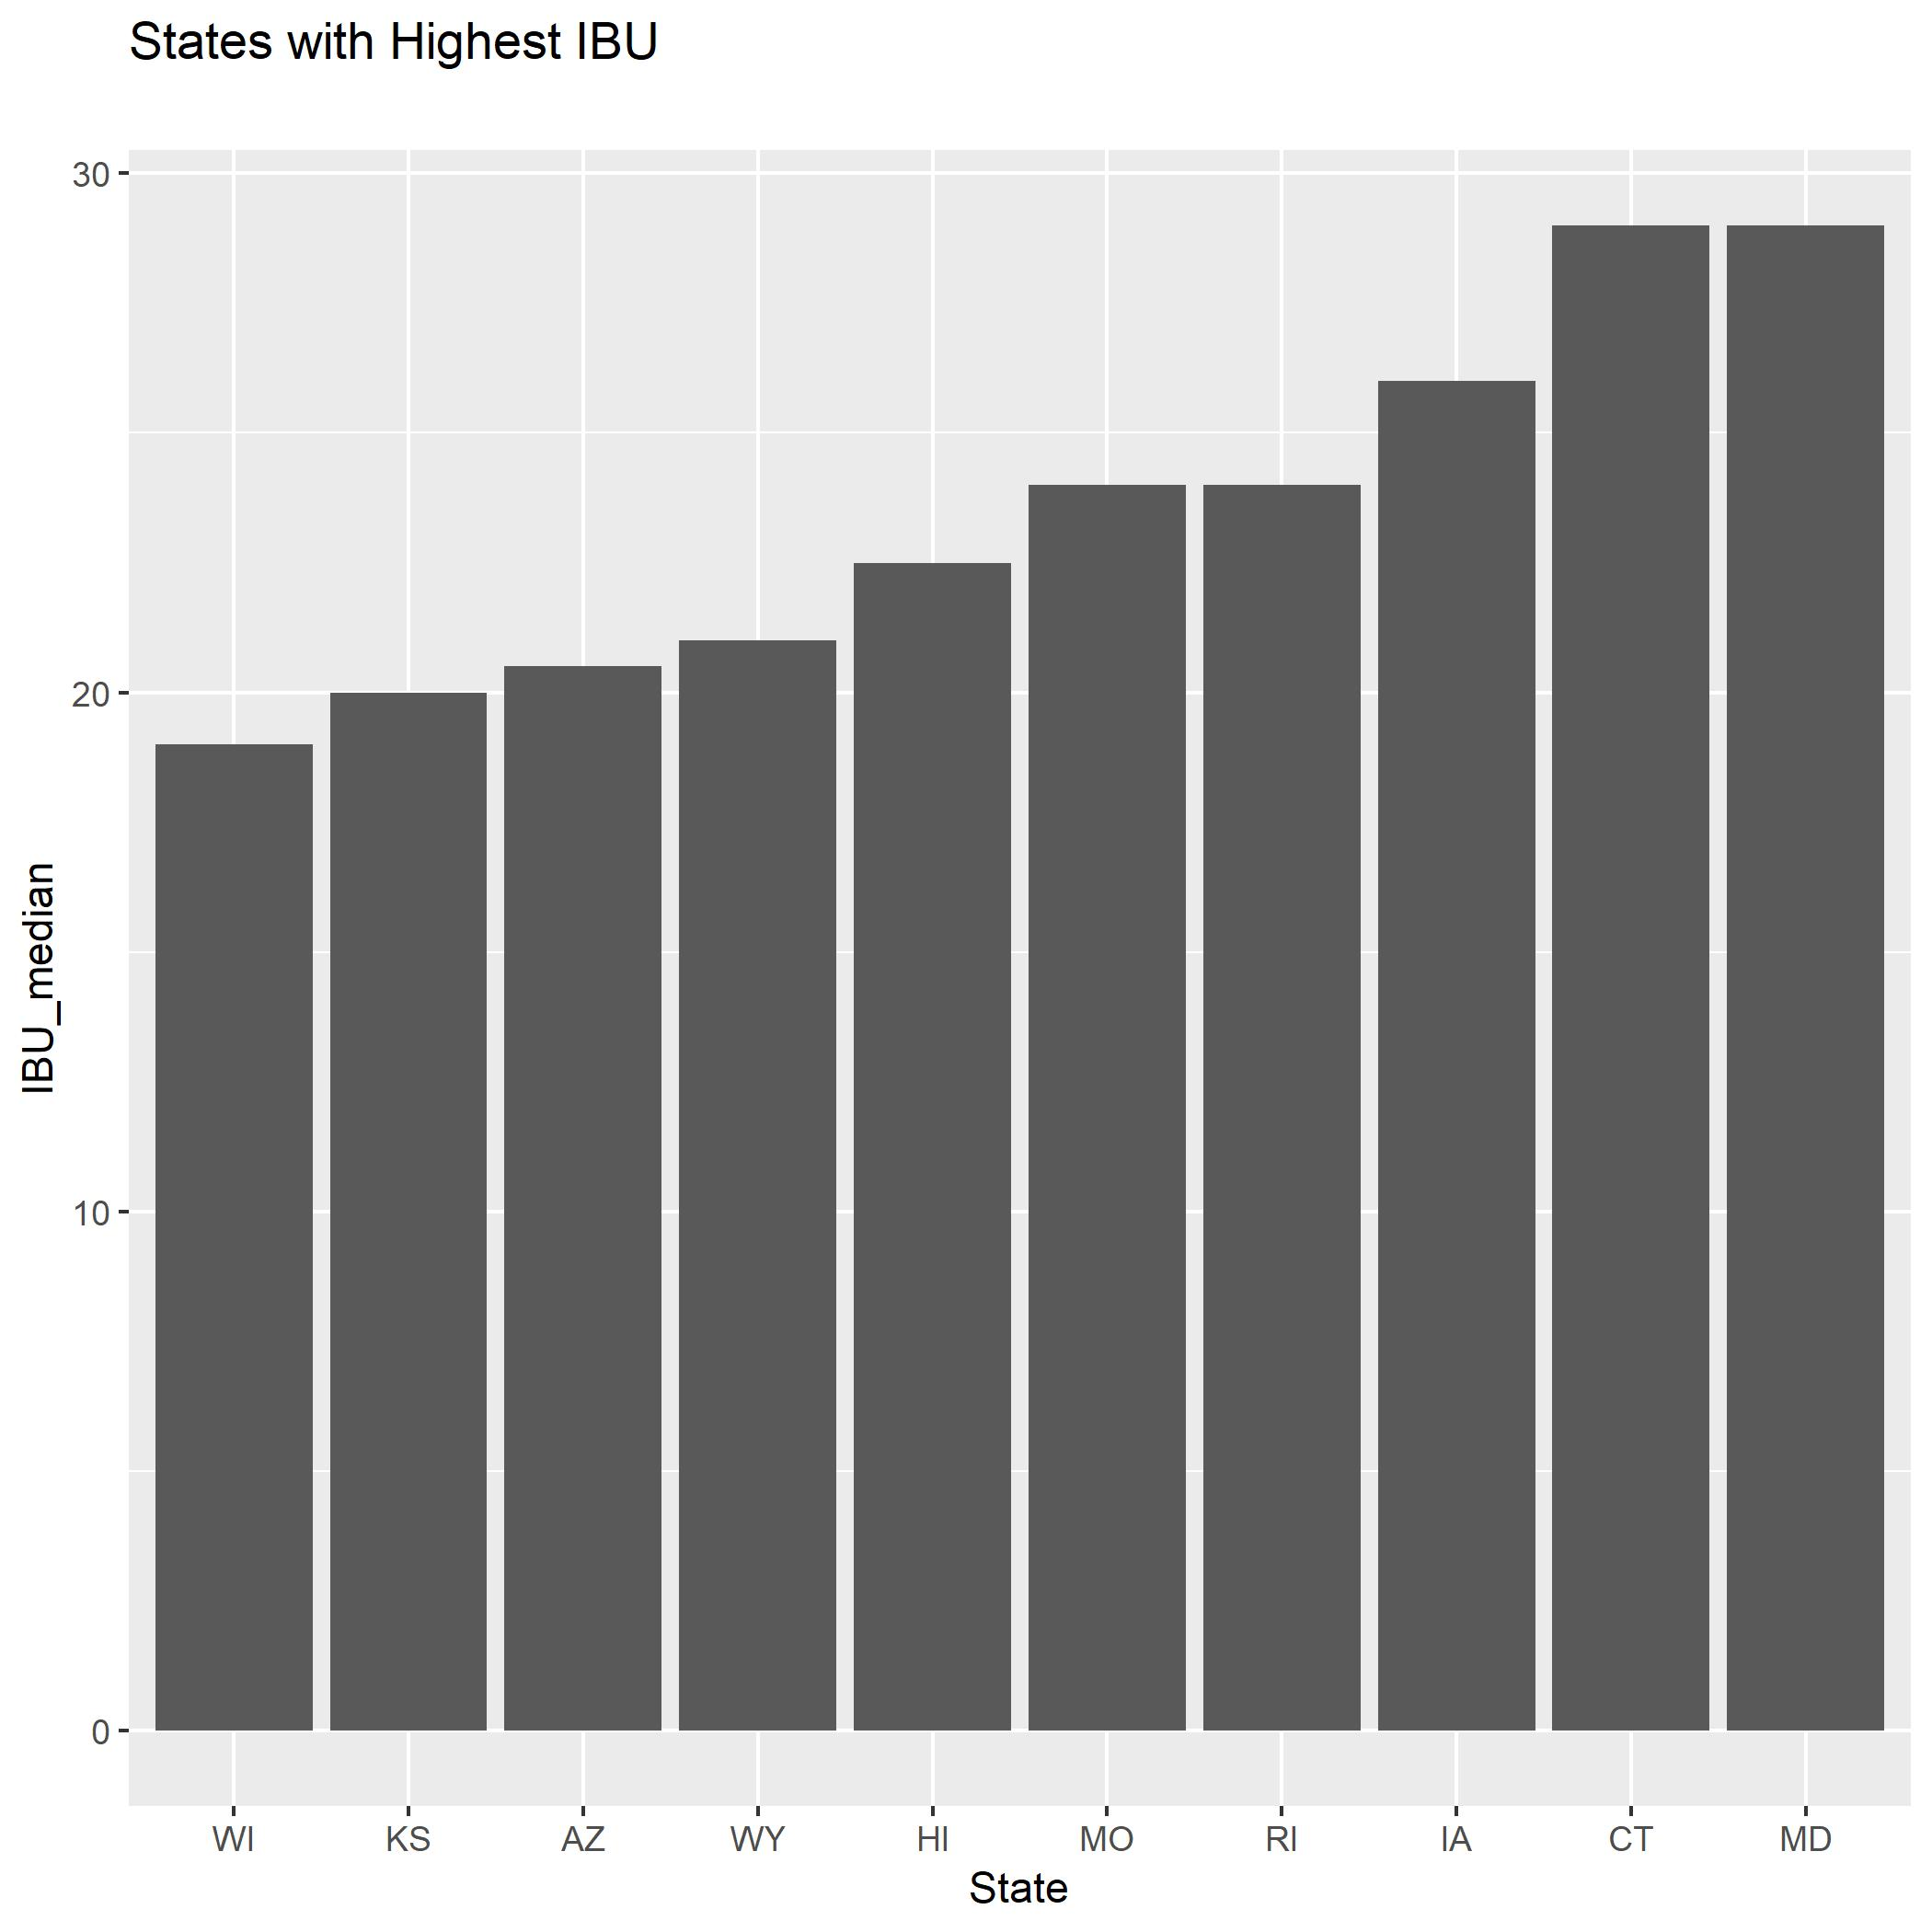 States with Highest IBU
30
20
10
0
IBU_median
WI KS AZ WY HI MO RI IA CT MD
State